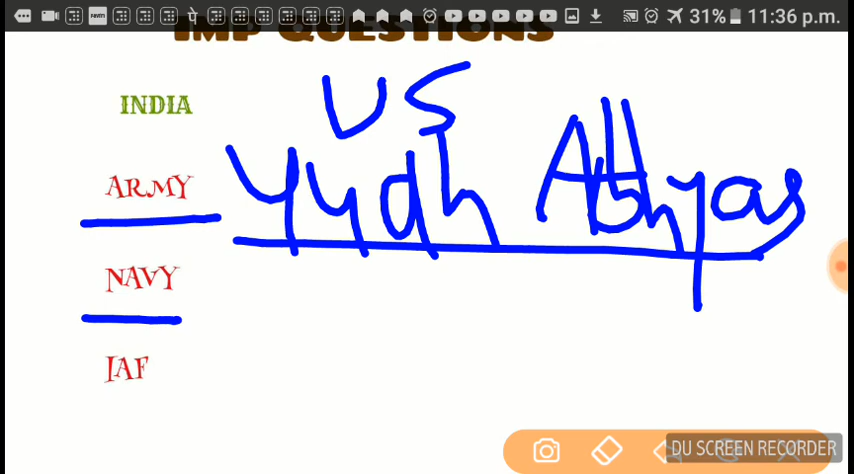 31% 11:36 p.m.
IMP QUESTIONS
INDIA
US
ARMY
Yudh Abhyas
NAVY
IAF
DU SCREEN RECORDER